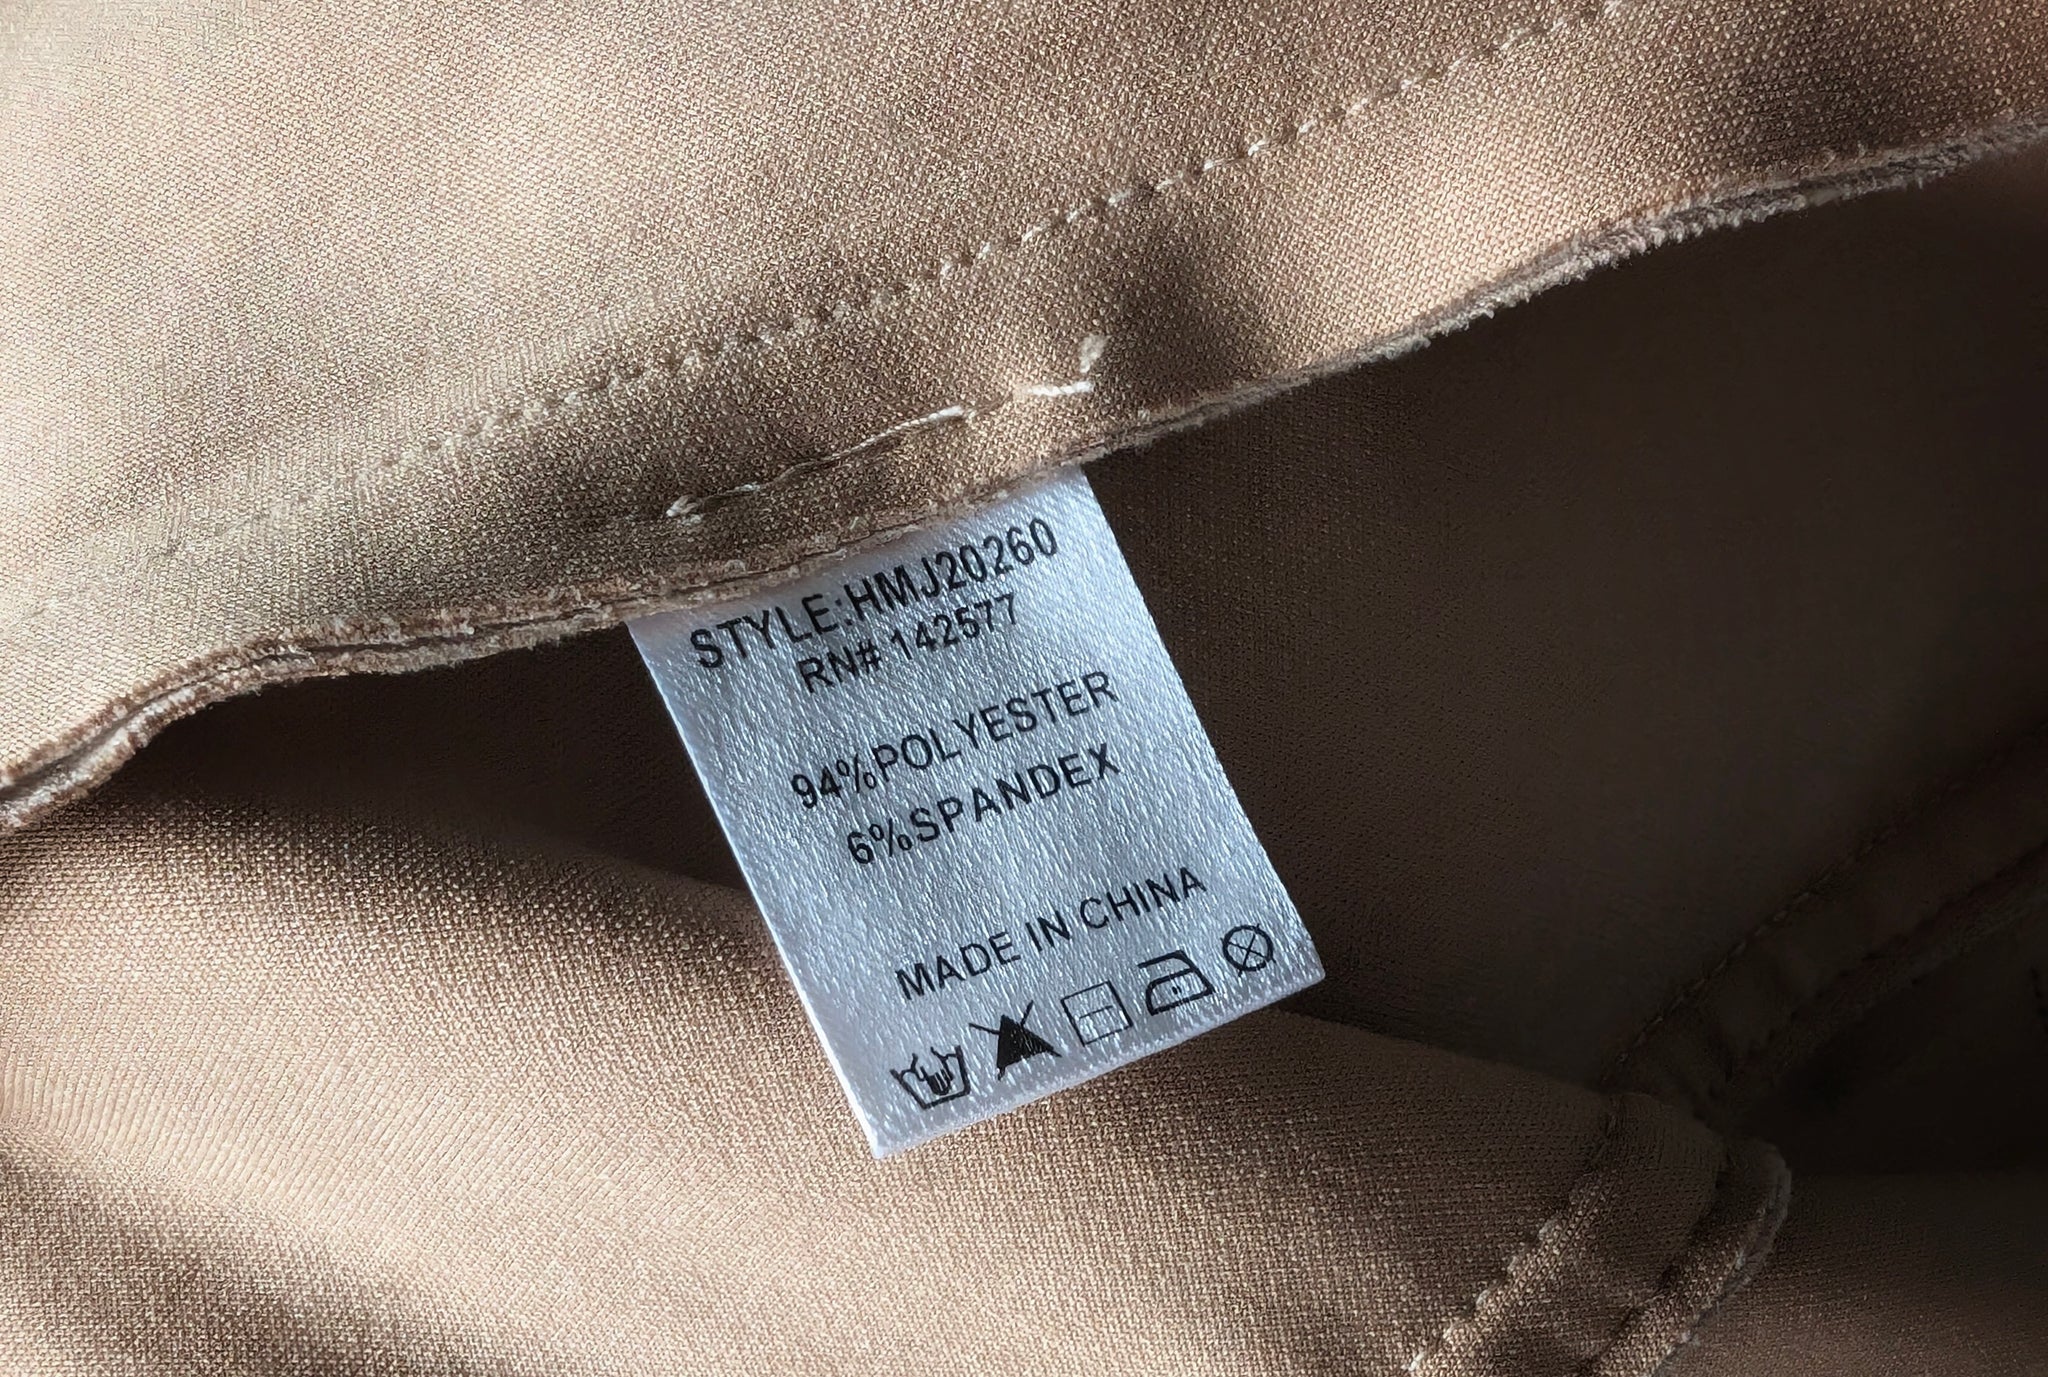 STYLE:HMJ20260
RN# 142577
94%POLYESTER
6%SPANDEX
MADE IN CHINA